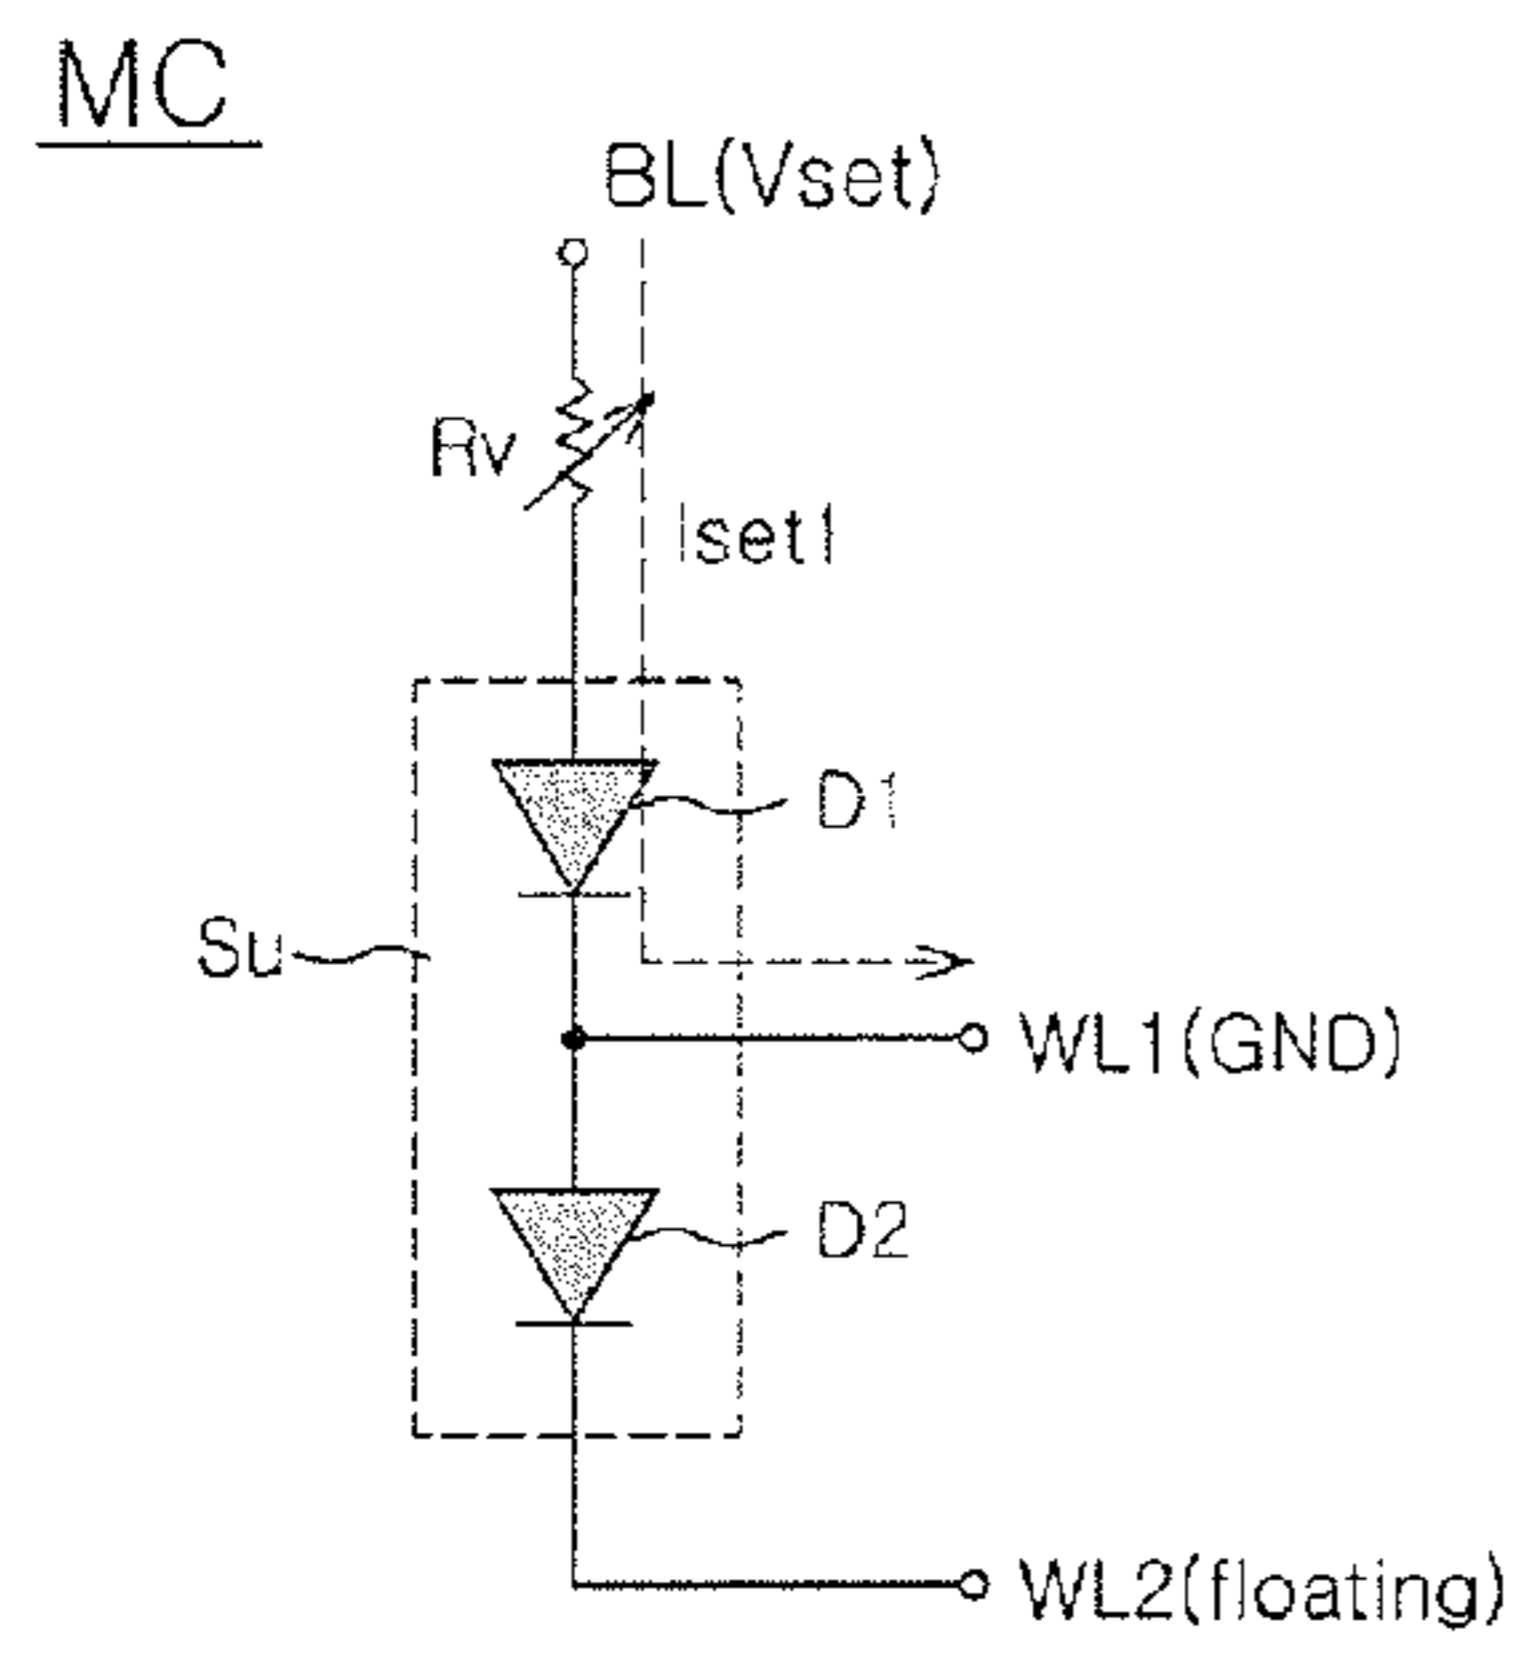 MC
BL(Vset)
Rv
Iset1
D1
Su
WL1(GND)
D2
WL2(floating)